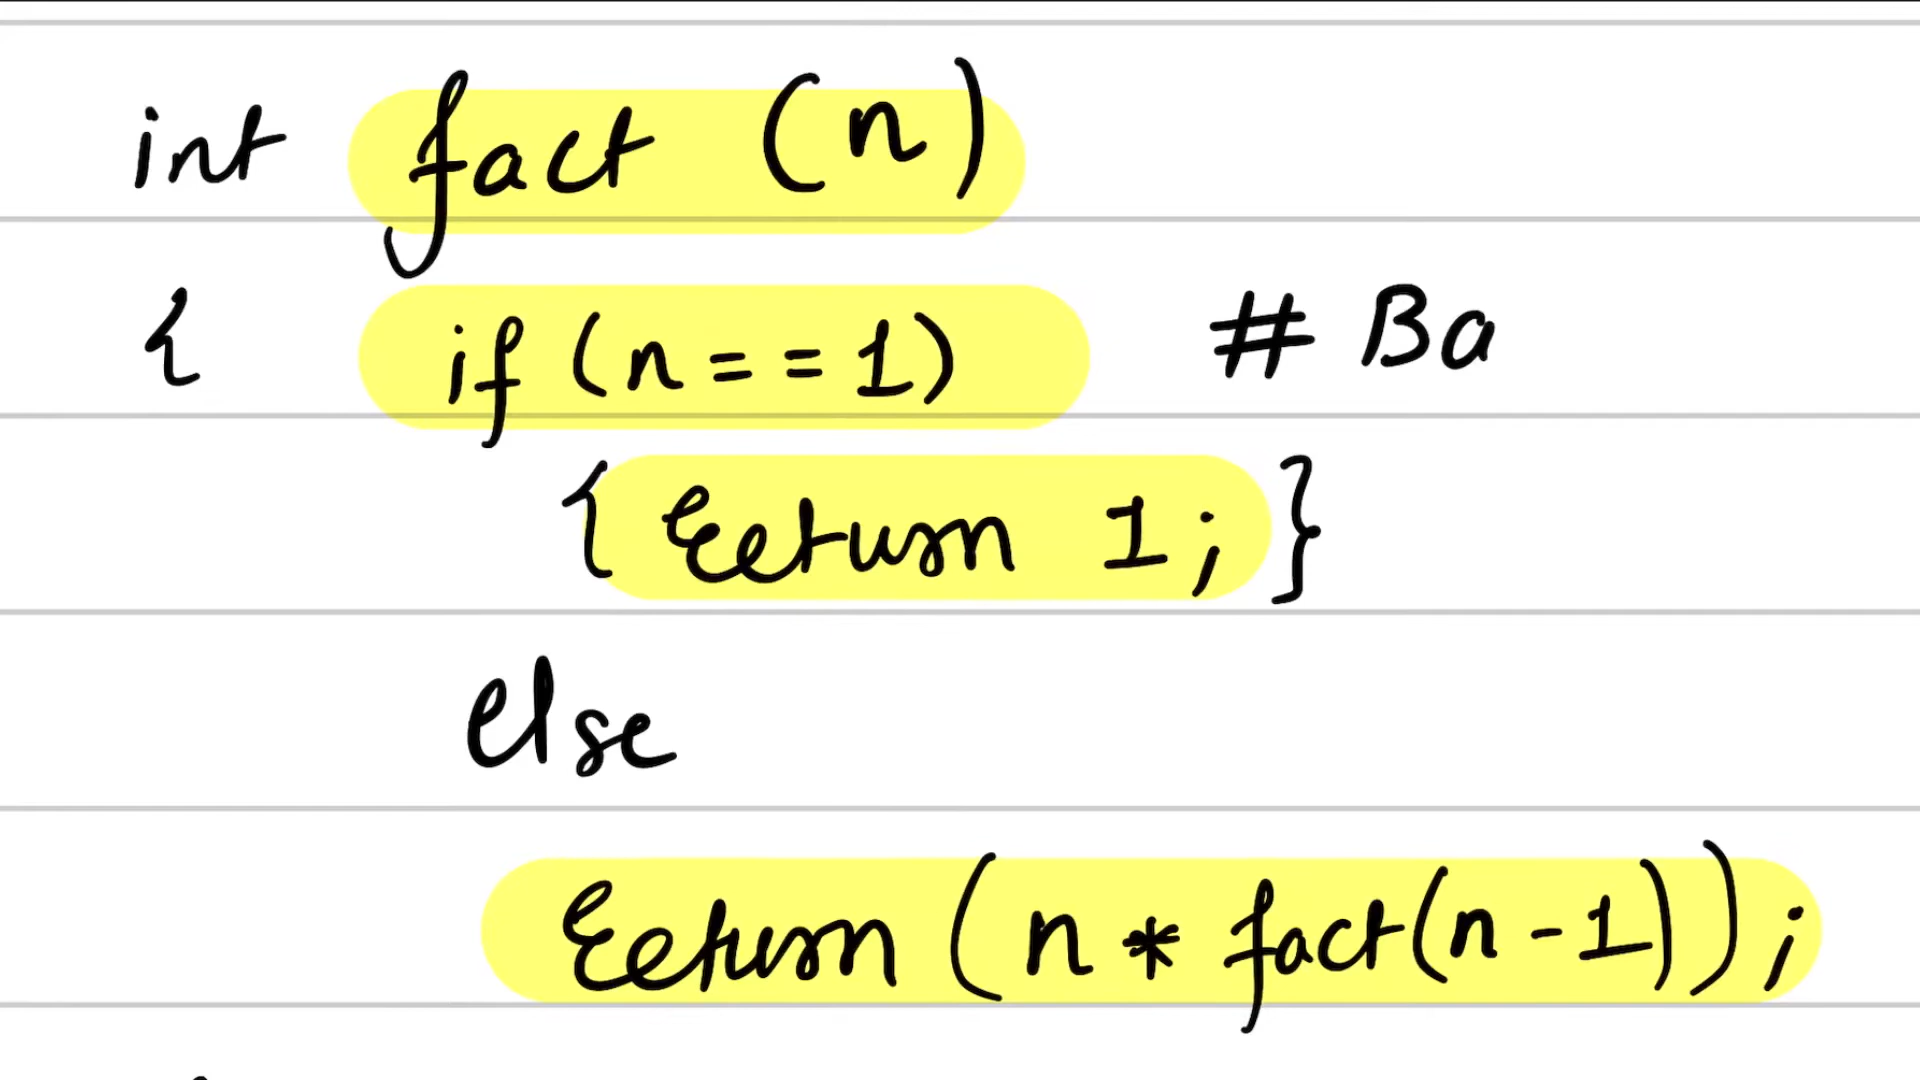 int fact (n)
{ if (n==1) # Ba
{ return 1; }
else
return (n * fact(n-1));